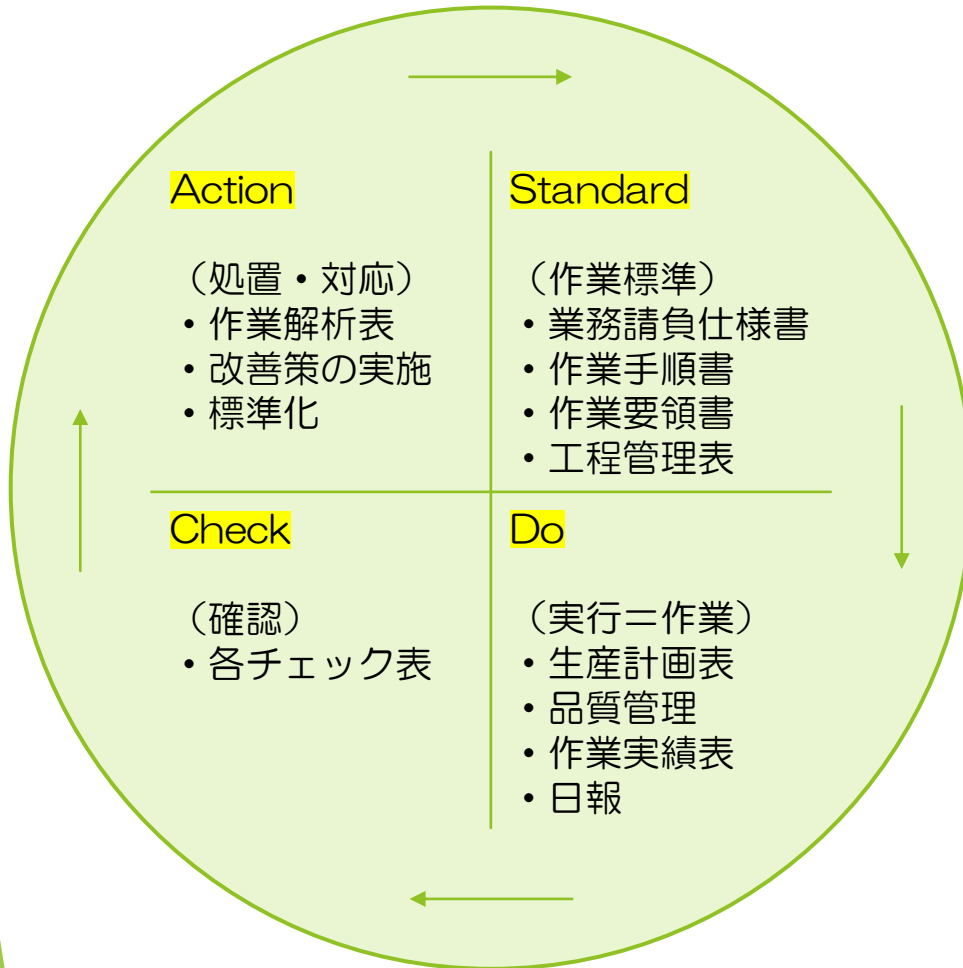 Action
（処置・対応）
・作業解析表
・改善策の実施
・標準化
Standard
（作業標準）
・業務請負仕様書
・作業手順書
・作業要領書
・工程管理表
Check
（確認）
・各チェック表
Do
（実行＝作業）
・生産計画表
・品質管理
・作業実績表
・日報